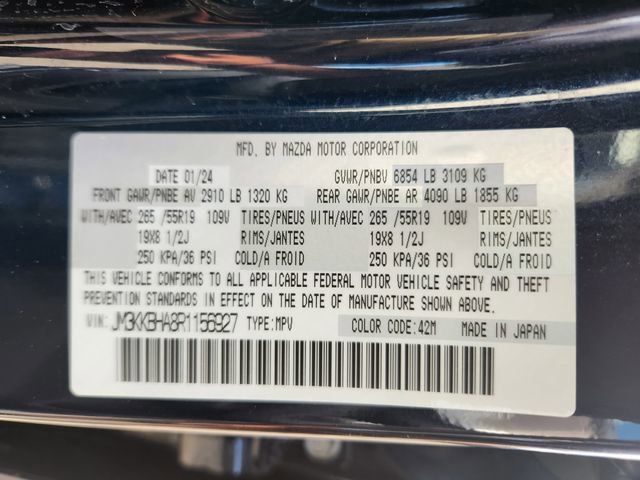 MFD. BY MAZDA MOTOR CORPORATION
DATE 01/24 GVWR/PNBV 6854 LB 3109 KG
FRONT GAWR/PNBE AV 2910 LB 1320 KG REAR GAWR/PNBE AR 4090 LB 1855 KG
WITH/AVEC 265 /55R19 109V TIRES/PNEUS WITH/AVEC 265 /55R19 109V TIRES/PNEUS
19X8 1/2J RIMS/JANTES 19X8 1/2J RIMS/JANTES
250 KPA/36 PSI COLD/A FROID 250 KPA/36 PSI COLD/A FROID
THIS VEHICLE CONFORMS TO ALL APPLICABLE FEDERAL MOTOR VEHICLE SAFETY AND THEFT
PREVENTION STANDARDS IN EFFECT ON THE DATE OF MANUFACTURE SHOWN ABOVE.
VIN: JM3KKBHA8R1156927 TYPE:MPV COLOR CODE:42M MADE IN JAPAN